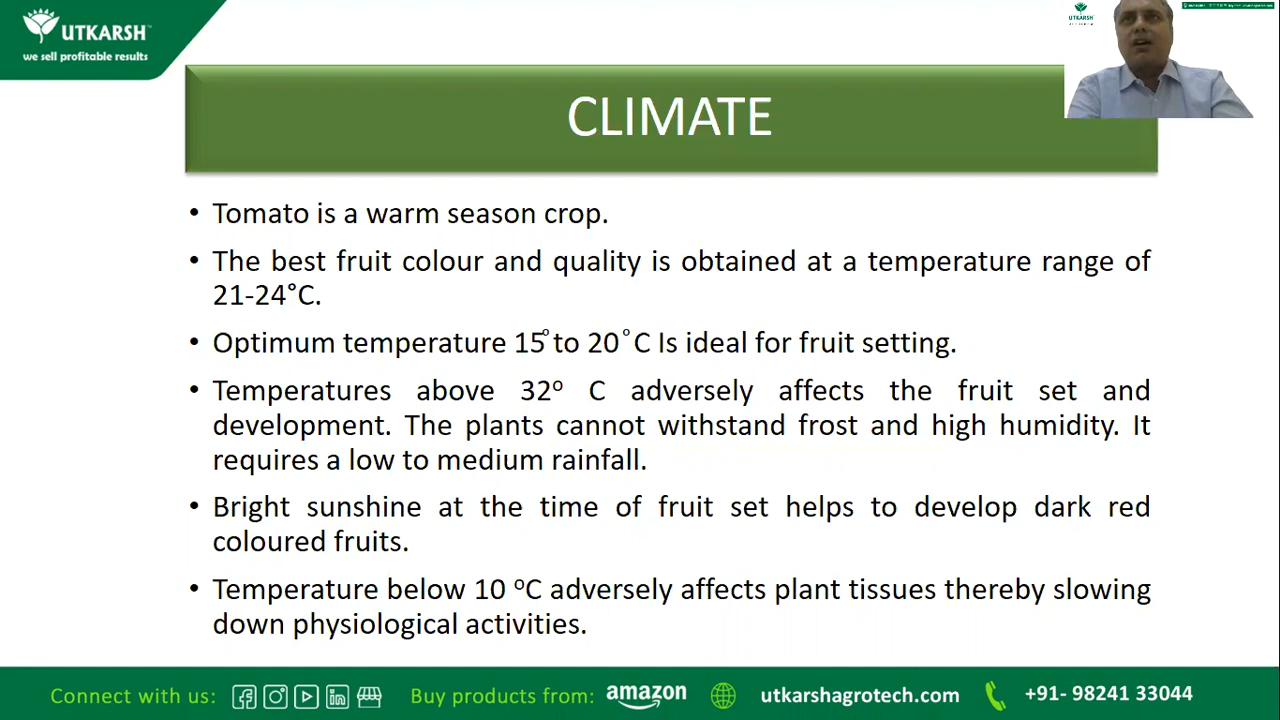 UTKARSH
we sell profitable results
UTKARSH
CLIMATE
• Tomato is a warm season crop.
• The best fruit colour and quality is obtained at a temperature range of
21-24°C.
• Optimum temperature 15° to 20°C Is ideal for fruit setting.
• Temperatures above 32º C adversely affects the fruit set and
development. The plants cannot withstand frost and high humidity. It
requires a low to medium rainfall.
• Bright sunshine at the time of fruit set helps to develop dark red
coloured fruits.
• Temperature below 10 ºC adversely affects plant tissues thereby slowing
down physiological activities.
Connect with us: Buy products from: amazon utkarshagrotech.com +91- 98241 33044